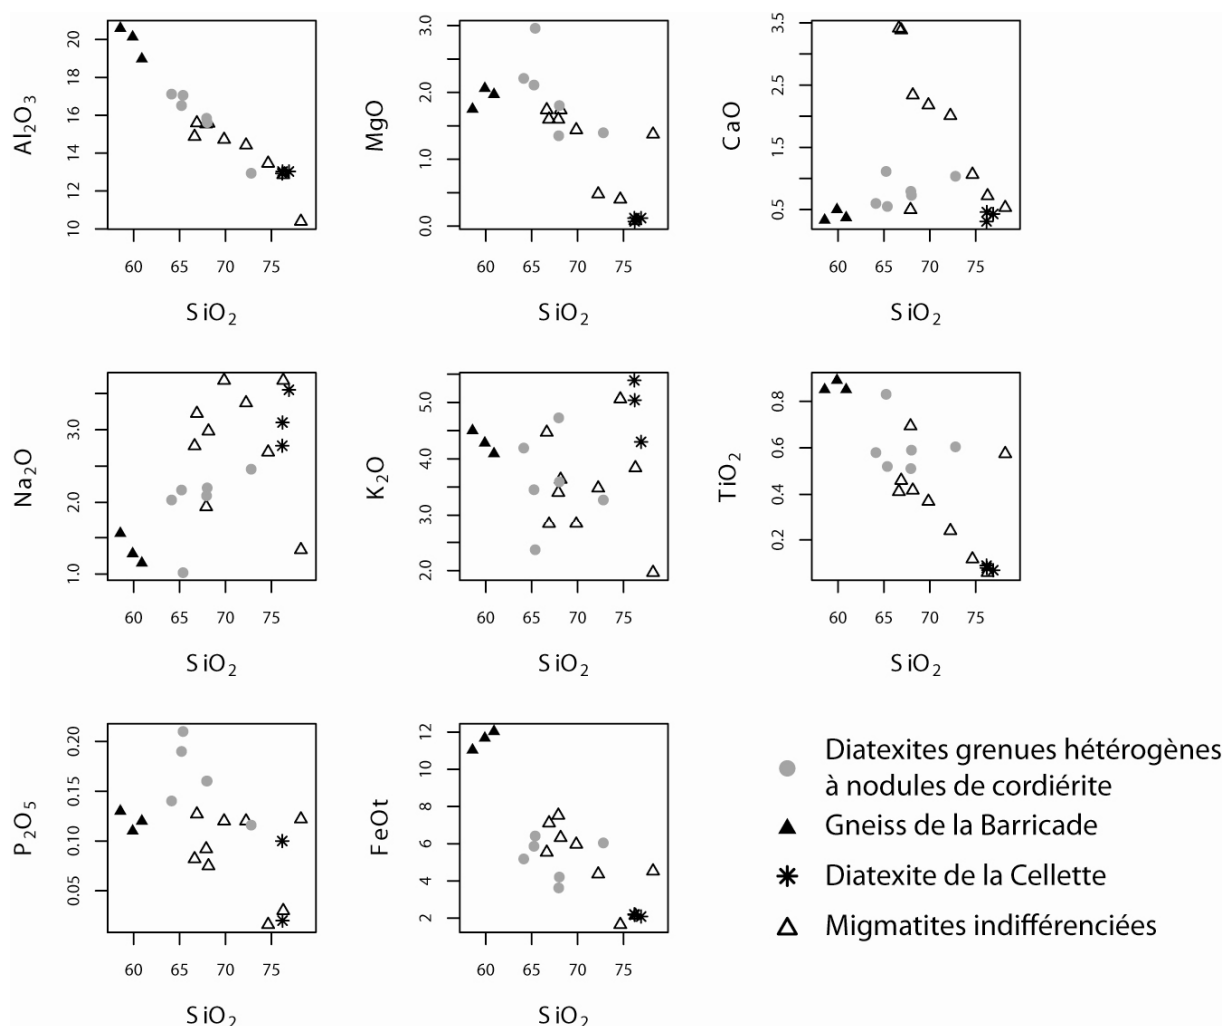 Al2O3
20
18
16
14
12
10
60 65 70 75
SiO2
MgO
3.0
2.0
1.0
0.0
60 65 70 75
SiO2
CaO
3.5
2.5
1.5
0.5
60 65 70 75
SiO2
Na2O
3.0
2.0
1.0
60 65 70 75
SiO2
K2O
5.0
4.0
3.0
2.0
60 65 70 75
SiO2
TiO2
0.8
0.6
0.4
0.2
60 65 70 75
SiO2
P2O5
0.20
0.15
0.10
0.05
60 65 70 75
SiO2
FeOt
12
10
8
6
4
2
60 65 70 75
SiO2
Diatexites grenues hétérogènes
à nodules de cordiérite
Gneiss de la Barricade
Diatexite de la Cellette
Migmatites indifférenciées